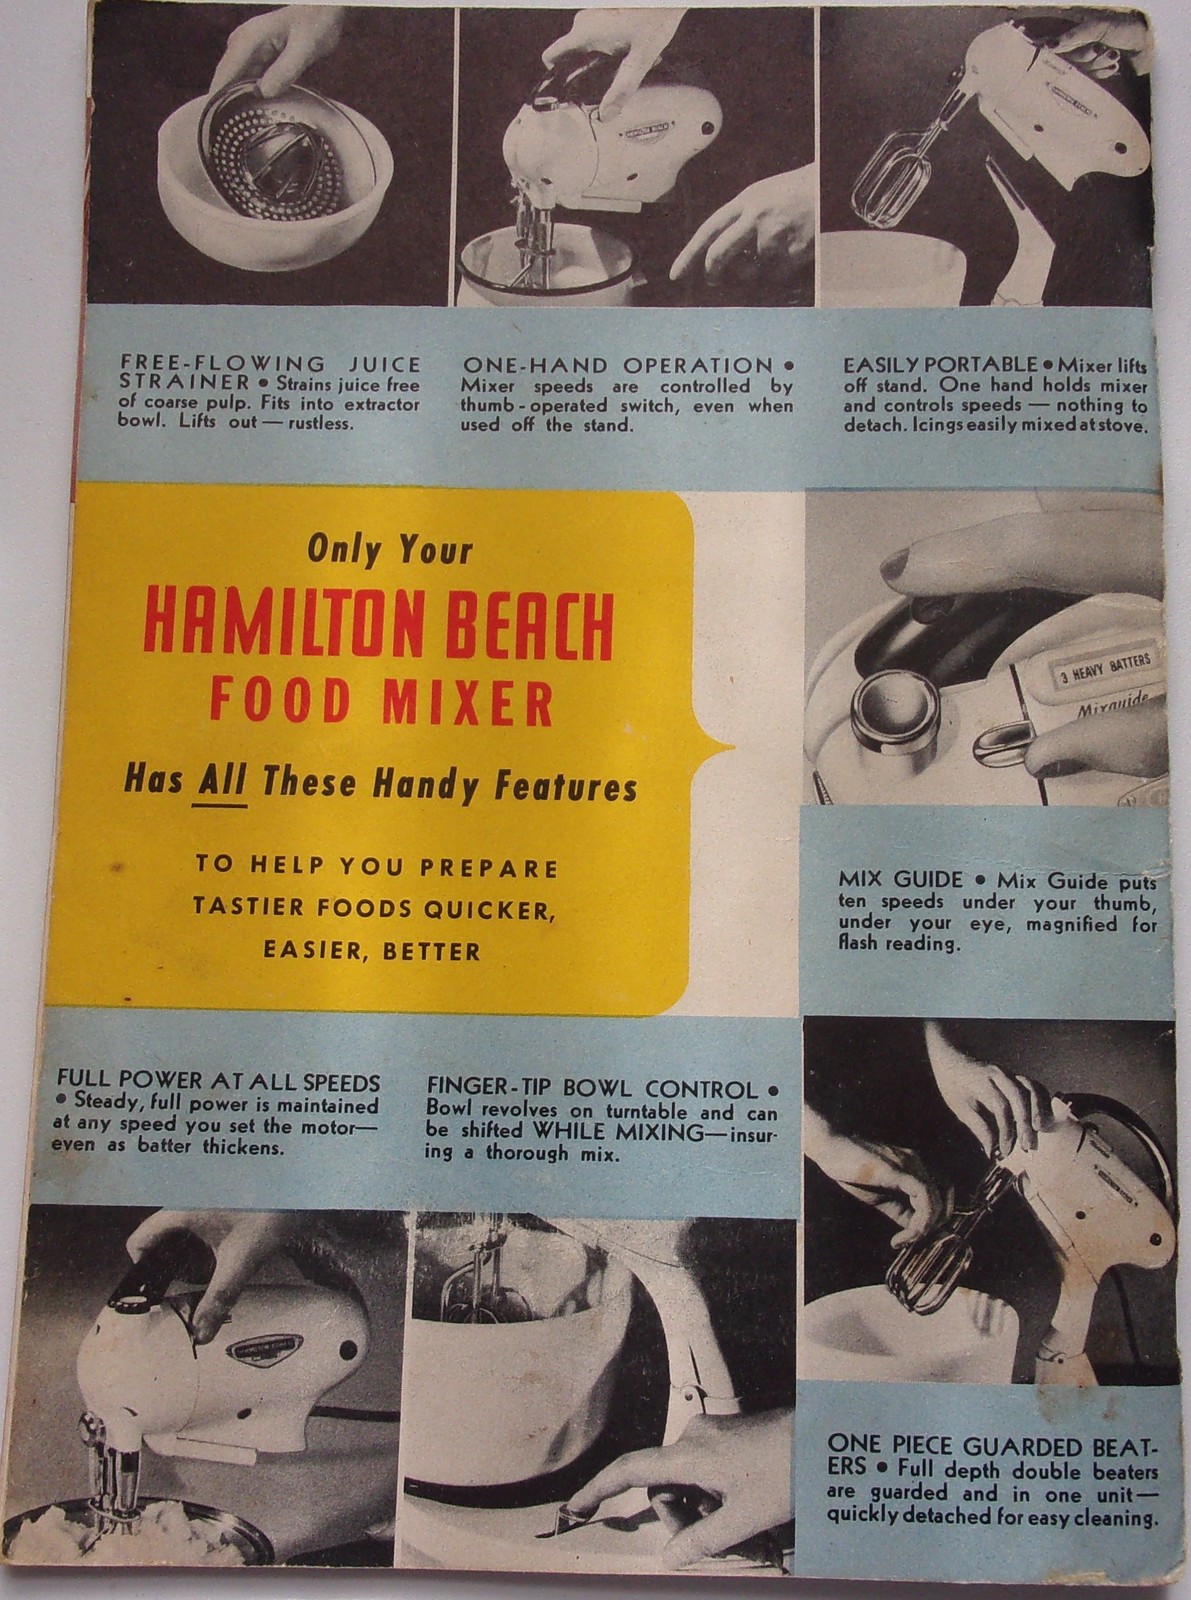 FREE-FLOWING JUICE
STRAINER • Strains juice free
of coarse pulp. Fits into extractor
bowl. Lifts out — rustless.
ONE-HAND OPERATION •
Mixer speeds are controlled by
thumb-operated switch, even when
used off the stand.
EASILY PORTABLE • Mixer lifts
off stand. One hand holds mixer
and controls speeds — nothing to
detach. Icings easily mixed at stove.
Only Your
HAMILTON BEACH
FOOD MIXER
Has All These Handy Features
TO HELP YOU PREPARE
TASTIER FOODS QUICKER,
EASIER, BETTER
3 HEAVY BATTERS
Mixguide
MIX GUIDE • Mix Guide puts
ten speeds under your thumb,
under your eye, magnified for
flash reading.
FULL POWER AT ALL SPEEDS
• Steady, full power is maintained
at any speed you set the motor—
even as batter thickens.
FINGER-TIP BOWL CONTROL •
Bowl revolves on turntable and can
be shifted WHILE MIXING—insur-
ing a thorough mix.
ONE PIECE GUARDED BEAT-
ERS • Full depth double beaters
are guarded and in one unit—
quickly detached for easy cleaning.